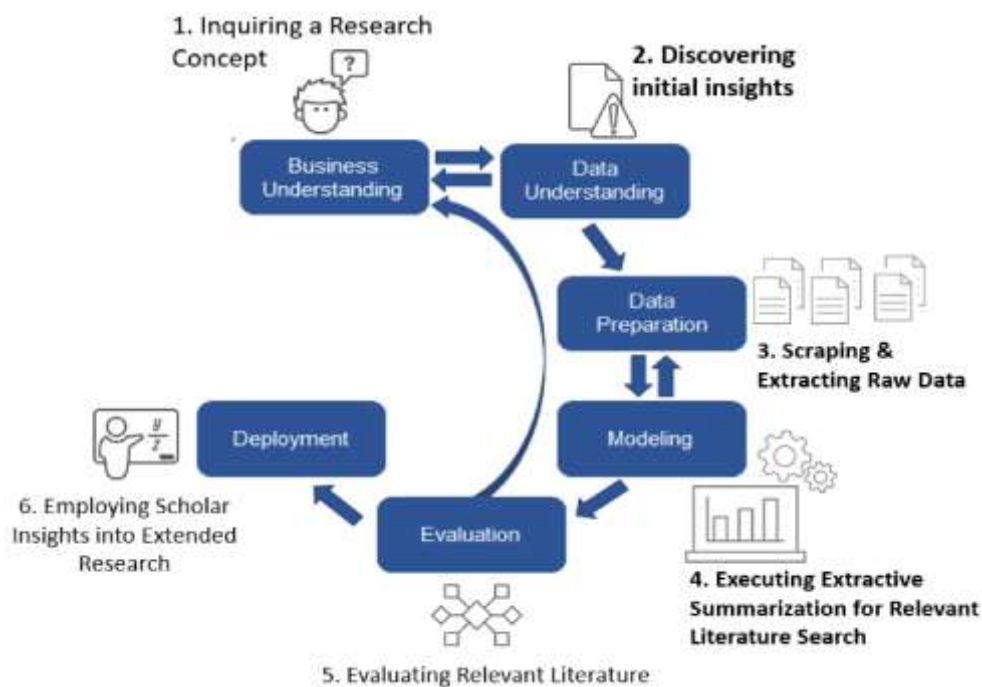 1. Inquiring a Research
Concept
?
2. Discovering
initial insights
Business
Understanding
Data
Understanding
Data
Preparation
3. Scraping &
Extracting Raw Data
Modeling
Deployment
6. Employing Scholar
Insights into Extended
Research
Evaluation
4. Executing Extractive
Summarization for Relevant
Literature Search
5. Evaluating Relevant Literature